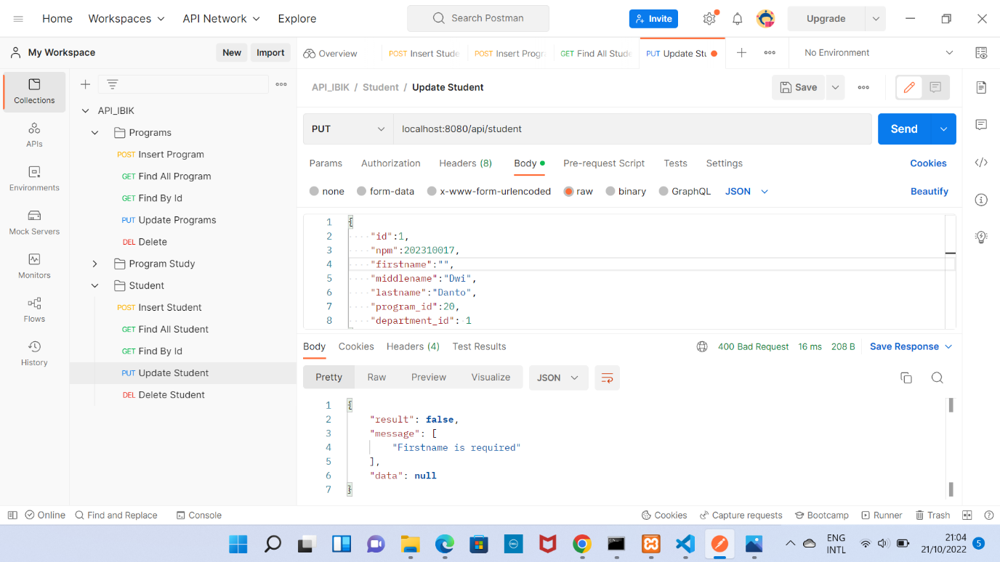 Home Workspaces API Network Explore Search Postman Invite Upgrade
My Workspace New Import Overview POST Insert Stude POST Insert Progr GET Find All Stude PUT Update Stu No Environment
Collections
APIs
Environments
Mock Servers
Monitors
Flows
History
API_IBIK
Programs
POST Insert Program
GET Find All Program
GET Find By Id
PUT Update Programs
DEL Delete
Program Study
Student
POST Insert Student
GET Find All Student
GET Find By Id
PUT Update Student
DEL Delete Student
API_IBIK / Student / Update Student Save
PUT localhost:8080/api/student Send
Params Authorization Headers (8) Body Pre-request Script Tests Settings Cookies
none form-data x-www-form-urlencoded raw binary GraphQL JSON Beautify
1 {
2 "id":1,
3 "npm":202310017,
4 "firstname":"",
5 "middlename":"Dwi",
6 "lastname":"Danto",
7 "program_id":20,
8 "department_id": 1
Body Cookies Headers (4) Test Results 400 Bad Request 16 ms 208 B Save Response
Pretty Raw Preview Visualize JSON
1 {
2 "result": false,
3 "message": [
4 "Firstname is required"
5 ],
6 "data": null
7 }
Online Find and Replace Console Cookies Capture requests Bootcamp Runner Trash
ENG
INTL
21:04
21/10/2022
5